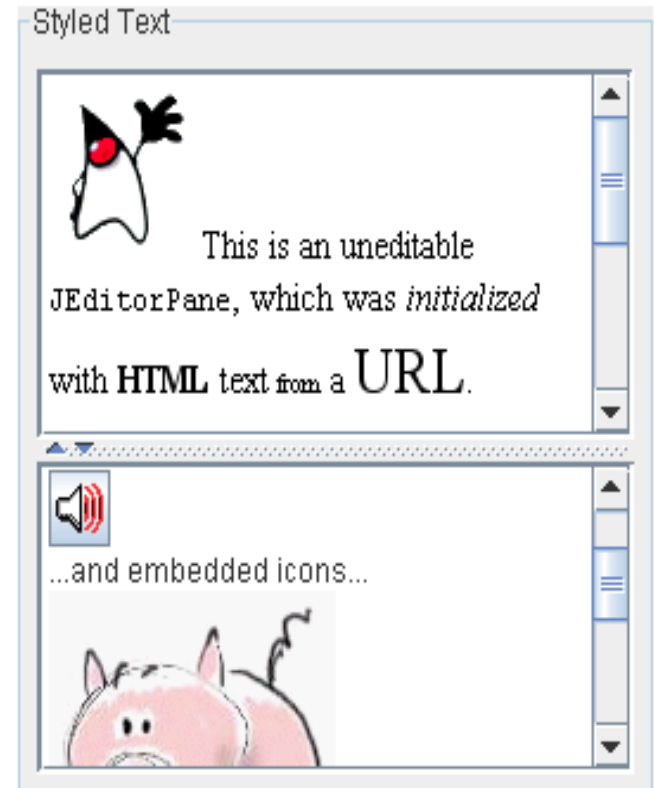 Styled Text
This is an uneditable
JEditorPane, which was initialized
with HTML text from a URL.
...and embedded icons...